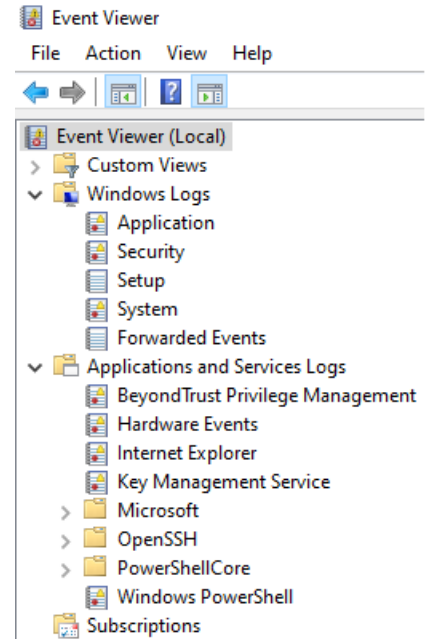 Event Viewer
File Action View Help
Event Viewer (Local)
Custom Views
Windows Logs
Application
Security
Setup
System
Forwarded Events
Applications and Services Logs
BeyondTrust Privilege Management
Hardware Events
Internet Explorer
Key Management Service
Microsoft
OpenSSH
PowerShellCore
Windows PowerShell
Subscriptions